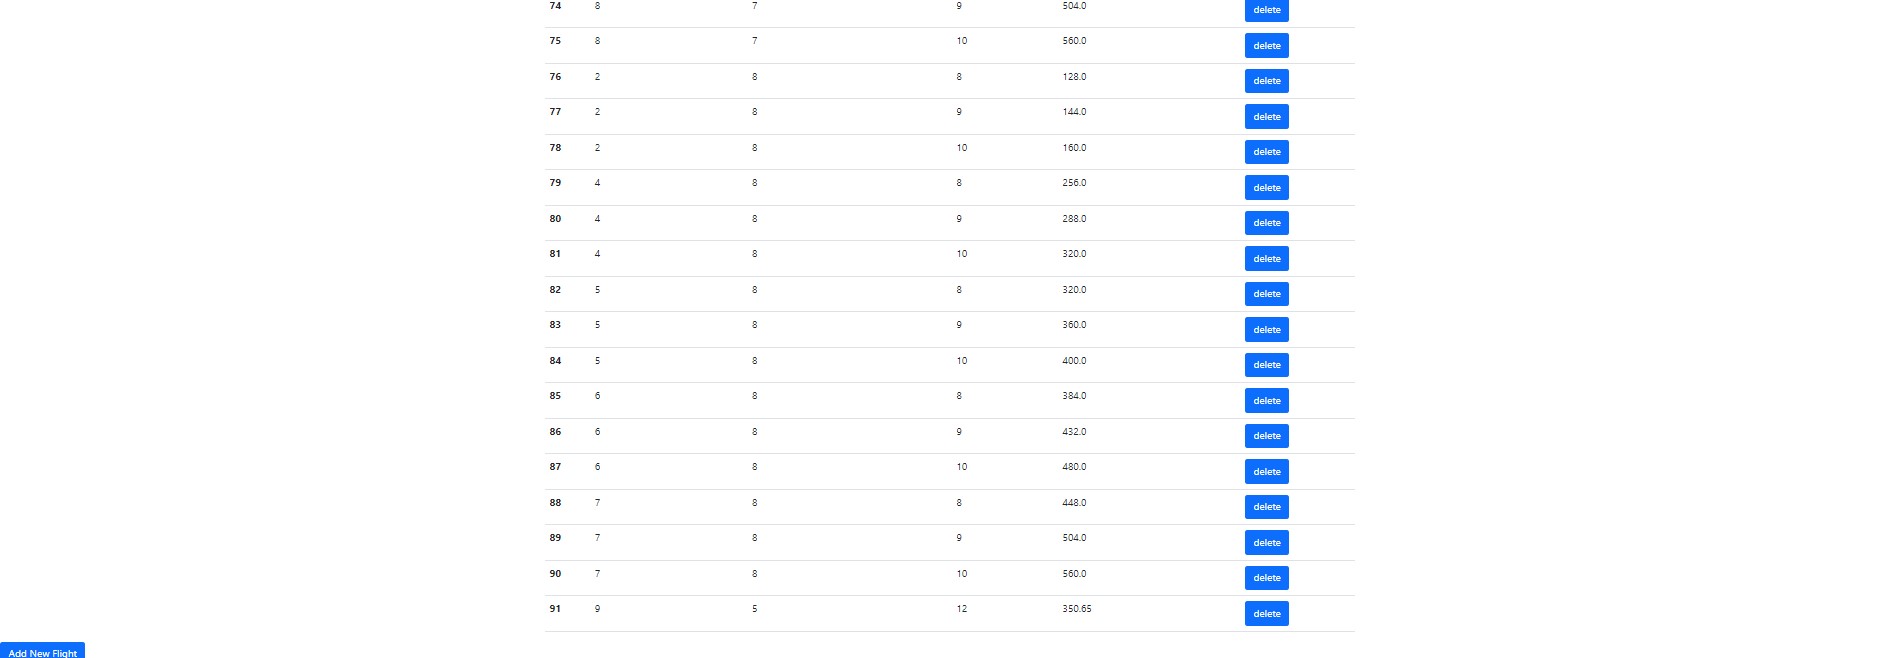 74 8 7 9 504.0 delete
75 8 7 10 560.0 delete
76 2 8 8 128.0 delete
77 2 8 9 144.0 delete
78 2 8 10 160.0 delete
79 4 8 8 256.0 delete
80 4 8 9 288.0 delete
81 4 8 10 320.0 delete
82 5 8 8 320.0 delete
83 5 8 9 360.0 delete
84 5 8 10 400.0 delete
85 6 8 8 384.0 delete
86 6 8 9 432.0 delete
87 6 8 10 480.0 delete
88 7 8 8 448.0 delete
89 7 8 9 504.0 delete
90 7 8 10 560.0 delete
91 9 5 12 350.65 delete
Add New Flight